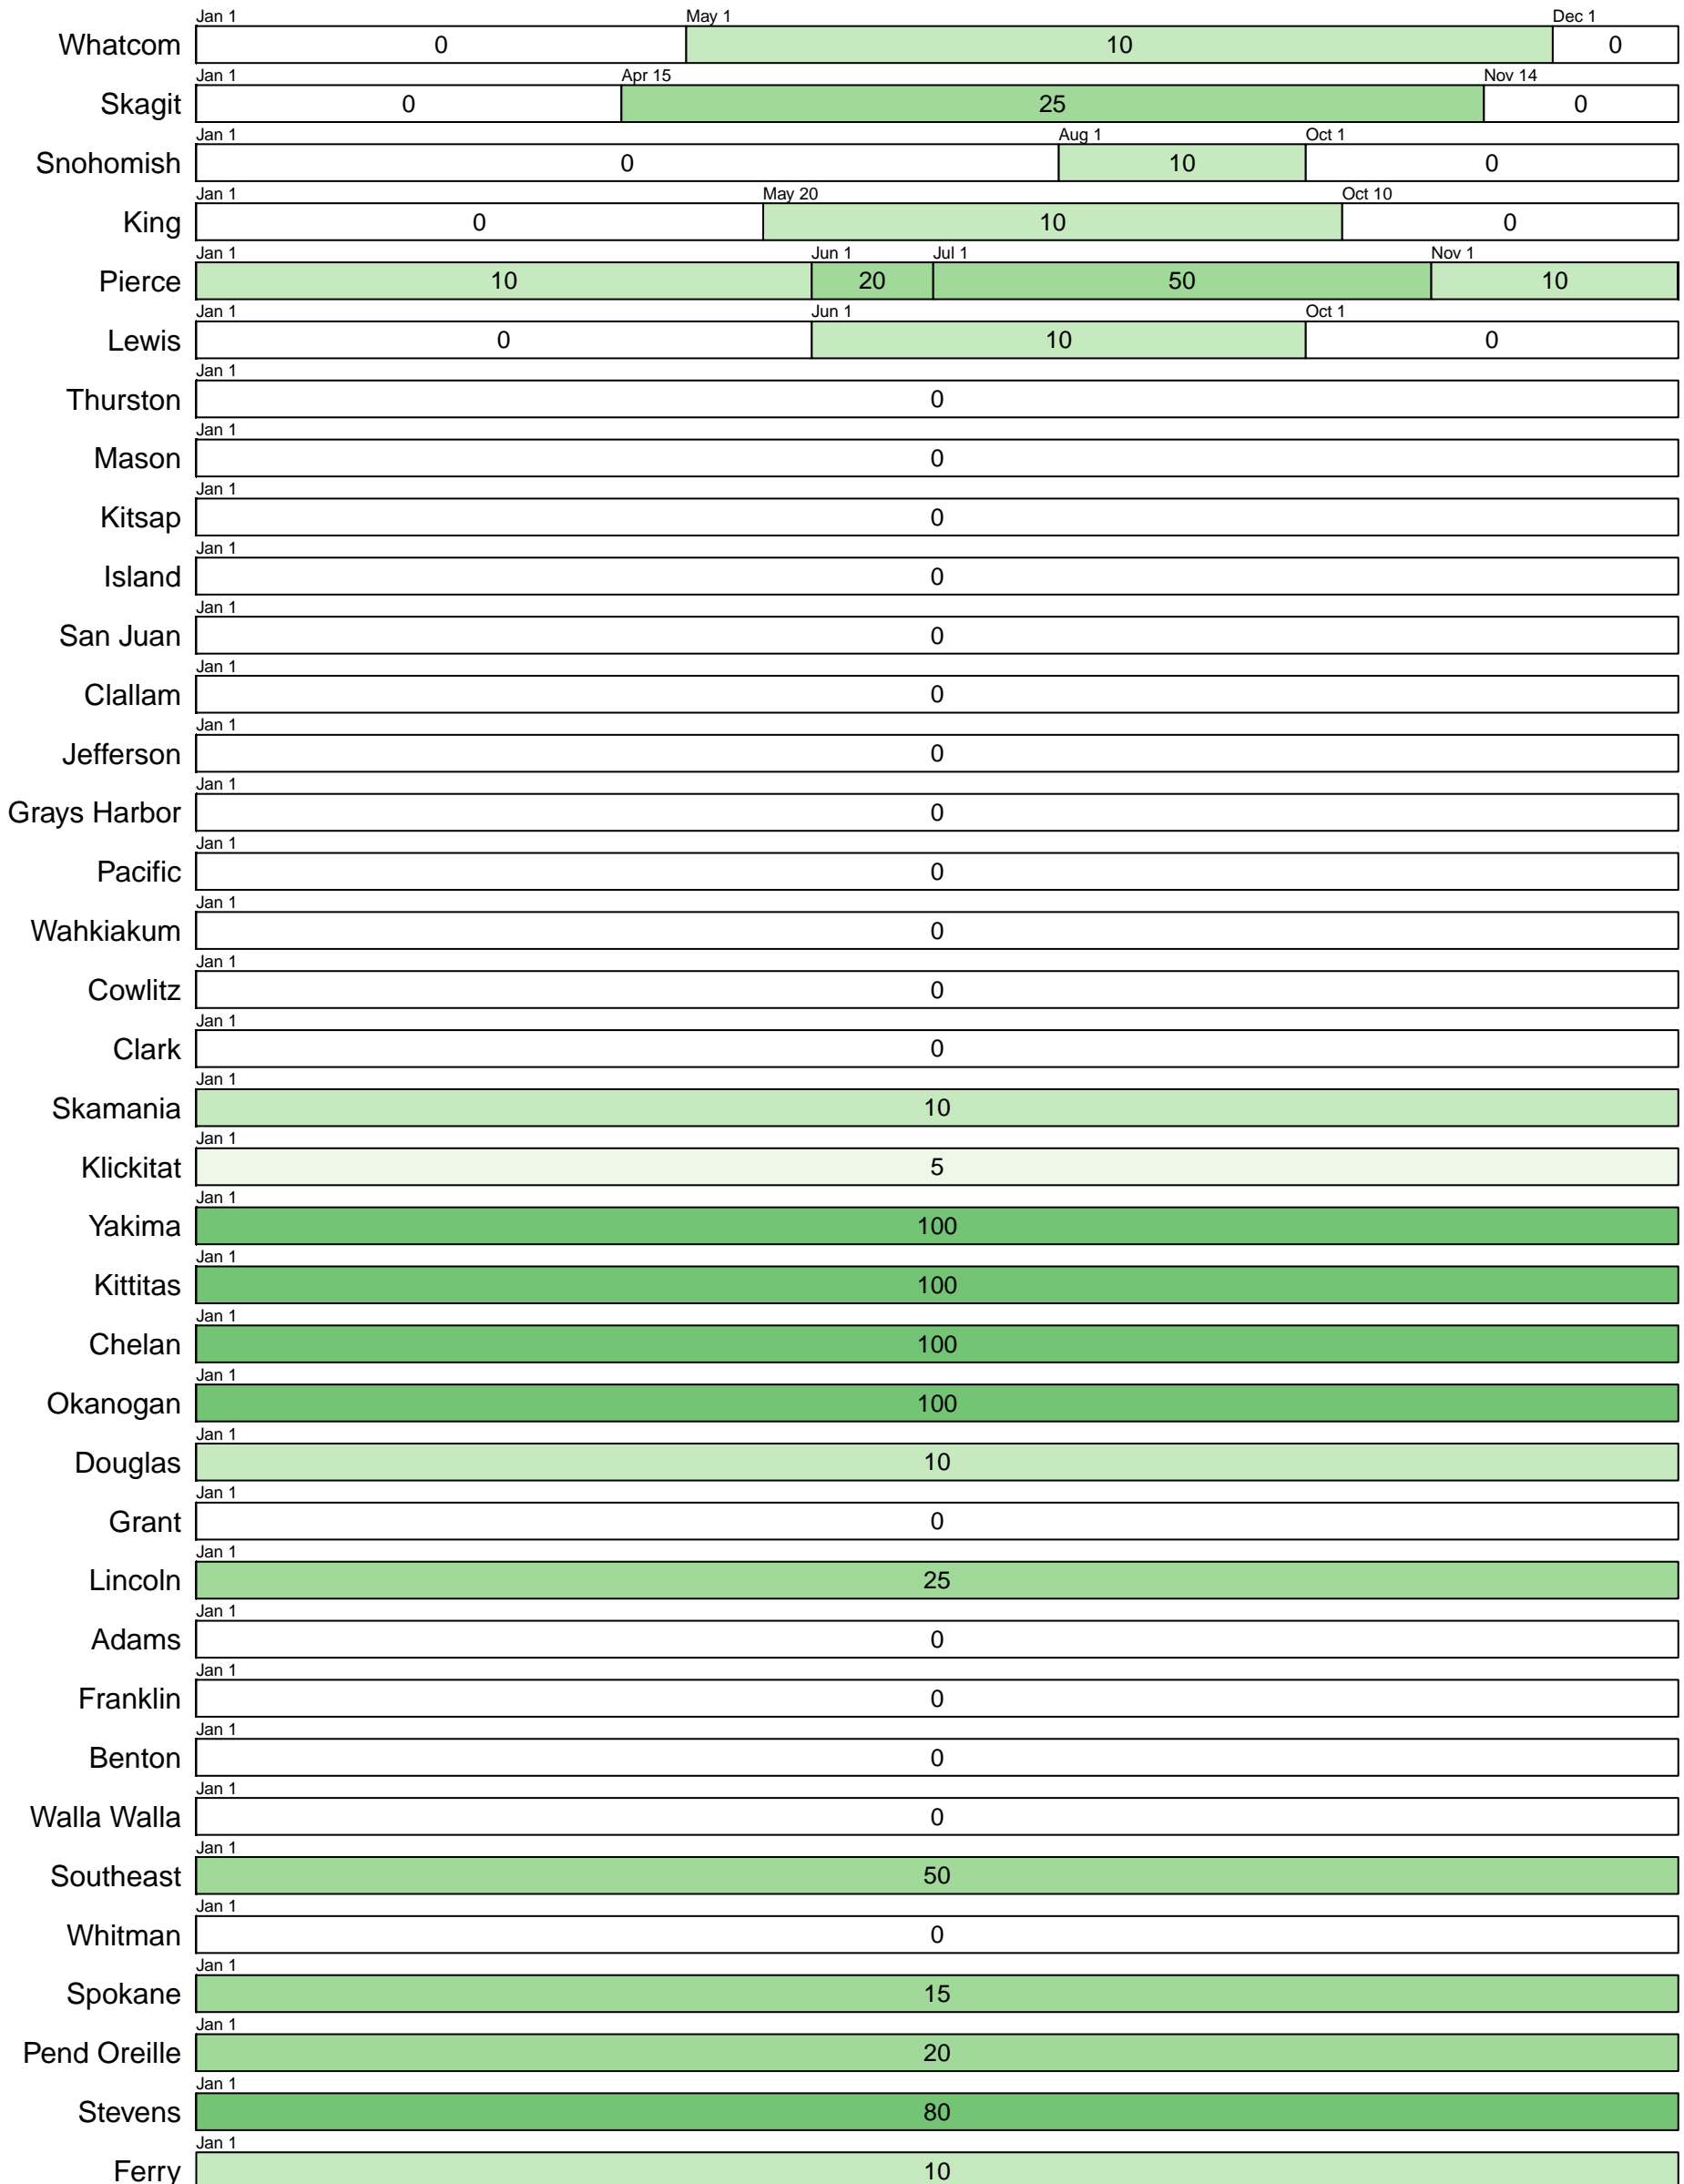 Jan 1 May 1 Dec 1
Whatcom 0 10 0
Jan 1 Apr 15 Nov 14
Skagit 0 25 0
Jan 1 Aug 1 Oct 1
Snohomish 0 10 0
Jan 1 May 20 Oct 10
King 0 10 0
Jan 1 Jun 1 Jul 1 Nov 1
Pierce 10 20 50 10
Jan 1 Jun 1 Oct 1
Lewis 0 10 0
Jan 1
Thurston 0
Jan 1
Mason 0
Jan 1
Kitsap 0
Jan 1
Island 0
Jan 1
San Juan 0
Jan 1
Clallam 0
Jan 1
Jefferson 0
Jan 1
Grays Harbor 0
Jan 1
Pacific 0
Jan 1
Wahkiakum 0
Jan 1
Cowlitz 0
Jan 1
Clark 0
Jan 1
Skamania 10
Jan 1
Klickitat 5
Jan 1
Yakima 100
Jan 1
Kittitas 100
Jan 1
Chelan 100
Jan 1
Okanogan 100
Jan 1
Douglas 10
Jan 1
Grant 0
Jan 1
Lincoln 25
Jan 1
Adams 0
Jan 1
Franklin 0
Jan 1
Benton 0
Jan 1
Walla Walla 0
Jan 1
Southeast 50
Jan 1
Whitman 0
Jan 1
Spokane 15
Jan 1
Pend Oreille 20
Jan 1
Stevens 80
Jan 1
Ferry 10